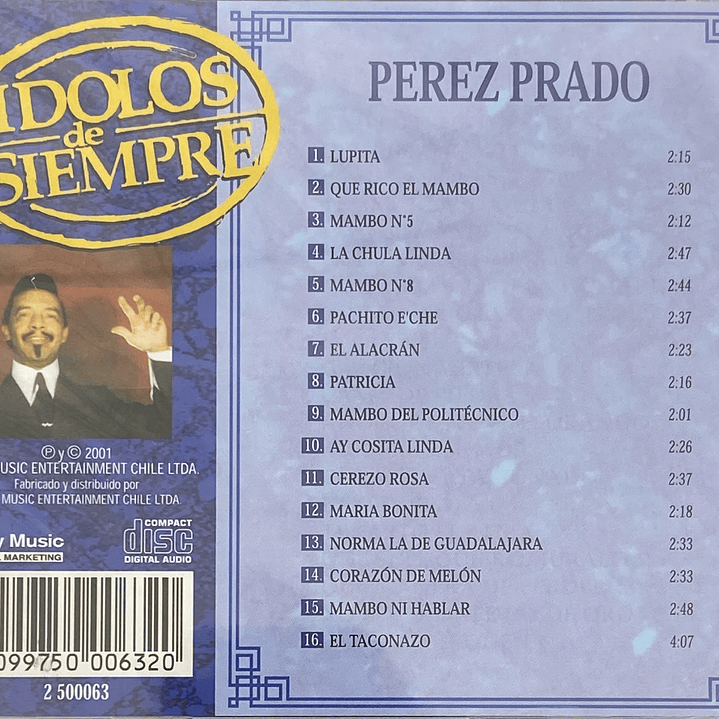 IDOLOS
de
SIEMPRE
PEREZ PRADO
1. LUPITA 2:15
2. QUE RICO EL MAMBO 2:30
3. MAMBO N°5 2:12
4. LA CHULA LINDA 2:47
5. MAMBO N°8 2:44
6. PACHITO E'CHE 2:37
7. EL ALACRÁN 2:23
8. PATRICIA 2:16
9. MAMBO DEL POLITÉCNICO 2:01
10. AY COSITA LINDA 2:26
11. CEREZO ROSA 2:37
12. MARIA BONITA 2:18
13. NORMA LA DE GUADALAJARA 2:33
14. CORAZÓN DE MELÓN 2:33
15. MAMBO NI HABLAR 2:48
16. EL TACONAZO 4:07
Ⓟ y © 2001
USIC ENTERTAINMENT CHILE LTDA.
Fabricado y distribuido por
MUSIC ENTERTAINMENT CHILE LTDA
y Music
MARKETING
COMPACT
disc
DIGITAL AUDIO
099750 006320
2 500063